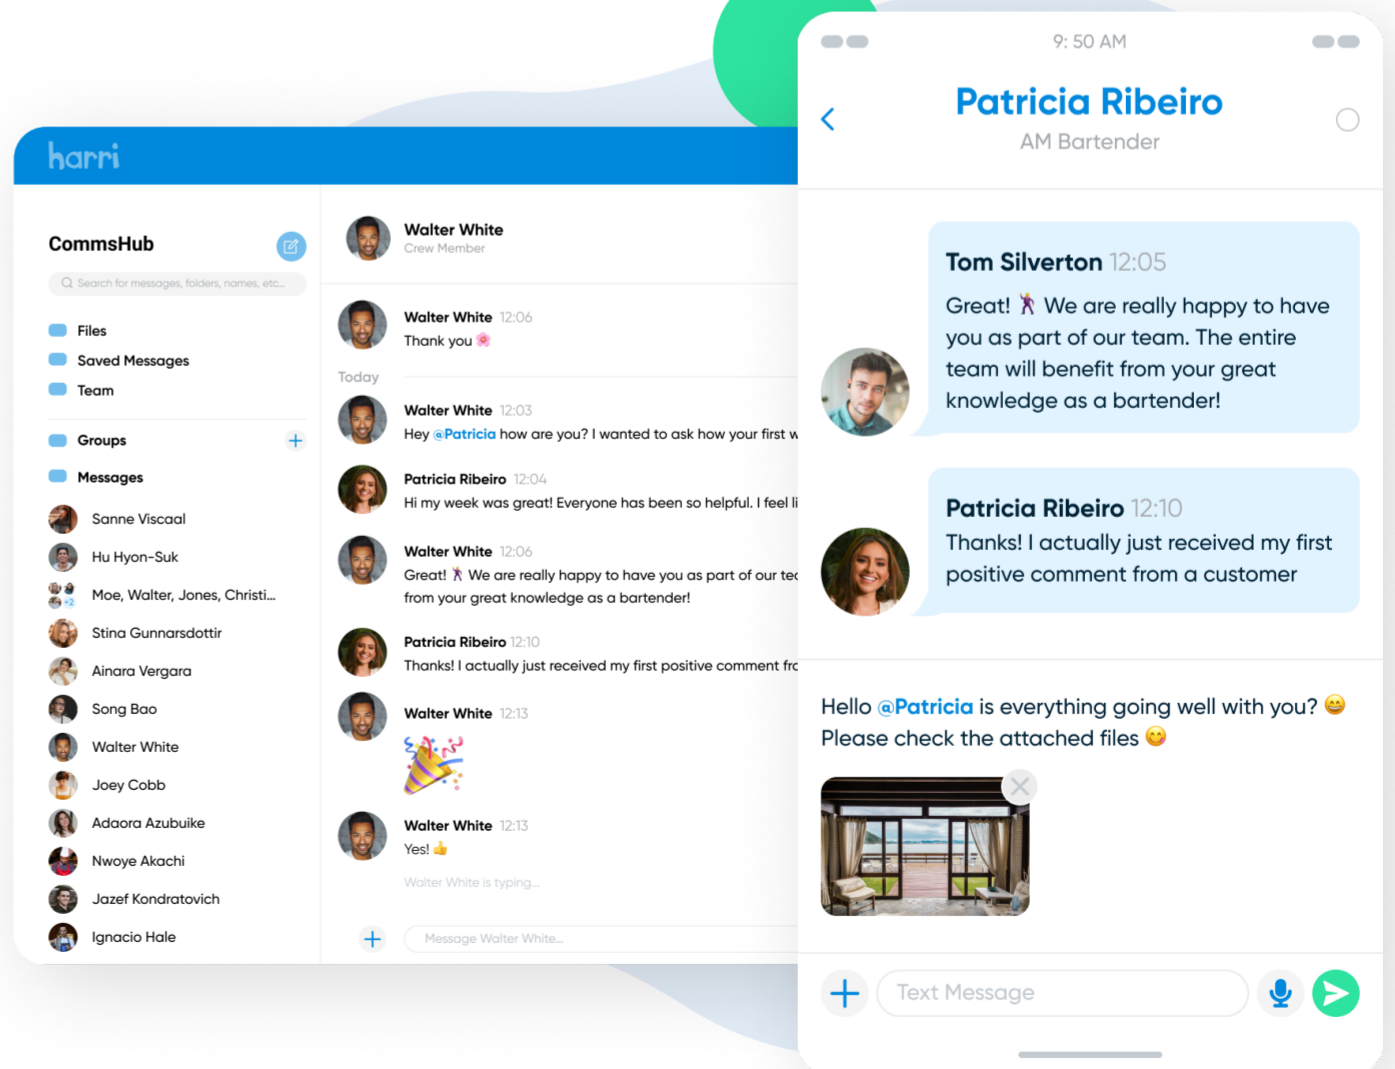 harri
CommsHub
Search for messages, folders, names, etc...
Files
Saved Messages
Team
Groups
Messages
Sanne Viscaal
Hu Hyon-Suk
+2
Moe, Walter, Jones, Christi...
Stina Gunnarsdottir
Ainara Vergara
Song Bao
Walter White
Joey Cobb
Adaora Azubuike
Nwoye Akachi
Jazef Kondratovich
Ignacio Hale
Walter White
Crew Member
Walter White 12:06
Thank you 🌸
Today
Walter White 12:03
Hey @Patricia how are you? I wanted to ask how your first w
Patricia Ribeiro 12:04
Hi my week was great! Everyone has been so helpful. I feel li
Walter White 12:06
Great! 🕺 We are really happy to have you as part of our tec
from your great knowledge as a bartender!
Patricia Ribeiro 12:10
Thanks! I actually just received my first positive comment frc
Walter White 12:13
🎉
Walter White 12:13
Yes! 👍
Walter White is typing...
Message Walter White...
9: 50 AM
Patricia Ribeiro
AM Bartender
Tom Silverton 12:05
Great! 🕺 We are really happy to have
you as part of our team. The entire
team will benefit from your great
knowledge as a bartender!
Patricia Ribeiro 12:10
Thanks! I actually just received my first
positive comment from a customer
Hello @Patricia is everything going well with you? 😄
Please check the attached files 😋
Text Message